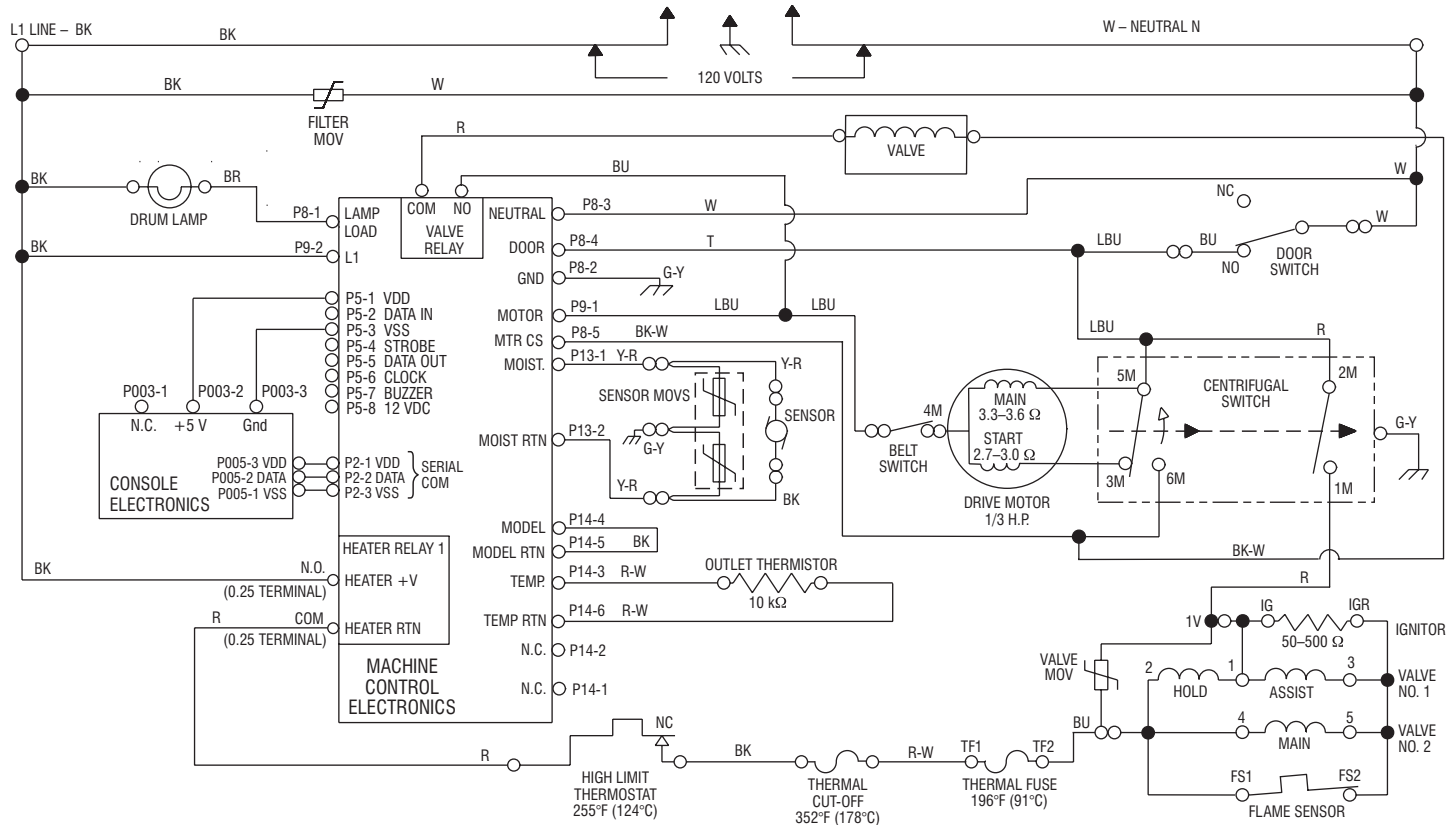 L1 LINE – BK
BK
W – NEUTRAL N
120 VOLTS
BK
W
FILTER
MOV
R
VALVE
BU
BK
BR
DRUM LAMP
P8-1
LAMP
LOAD
COM
NO
VALVE
RELAY
NEUTRAL
P8-3
W
W
NC
W
BK
P9-2
L1
DOOR
P8-4
T
LBU
BU
NO
DOOR
SWITCH
GND
P8-2
G-Y
P5-1 VDD
P5-2 DATA IN
P5-3 VSS
P5-4 STROBE
P5-5 DATA OUT
P5-6 CLOCK
P5-7 BUZZER
P5-8 12 VDC
MOTOR
P9-1
LBU
LBU
MTR CS
P8-5
BK-W
LBU
R
MOIST.
P13-1
Y-R
Y-R
SENSOR MOVS
SENSOR
G-Y
MOIST RTN
P13-2
Y-R
BK
P003-1
P003-2
P003-3
N.C.
+5 V
Gnd
P005-3 VDD
P005-2 DATA
P005-1 VSS
P2-1 VDD
P2-2 DATA
P2-3 VSS
SERIAL
COM
CONSOLE
ELECTRONICS
4M
BELT
SWITCH
MAIN
3.3–3.6 Ω
START
2.7–3.0 Ω
DRIVE MOTOR
1/3 H.P.
5M
CENTRIFUGAL
SWITCH
2M
3M
6M
1M
G-Y
MODEL
P14-4
MODEL RTN
P14-5
BK
BK-W
R
HEATER RELAY 1
BK
N.O.
(0.25 TERMINAL)
HEATER +V
TEMP.
P14-3
R-W
OUTLET THERMISTOR
10 kΩ
R
COM
(0.25 TERMINAL)
HEATER RTN
TEMP RTN
P14-6
R-W
N.C.
P14-2
N.C.
P14-1
MACHINE
CONTROL
ELECTRONICS
1V
IG
IGR
50–500 Ω
IGNITOR
VALVE
MOV
2
HOLD
1
ASSIST
3
VALVE
NO. 1
BU
4
MAIN
5
VALVE
NO. 2
FS1
FS2
FLAME SENSOR
R
NC
HIGH LIMIT
THERMOSTAT
255°F (124°C)
BK
THERMAL
CUT-OFF
352°F (178°C)
R-W
TF1
TF2
THERMAL FUSE
196°F (91°C)